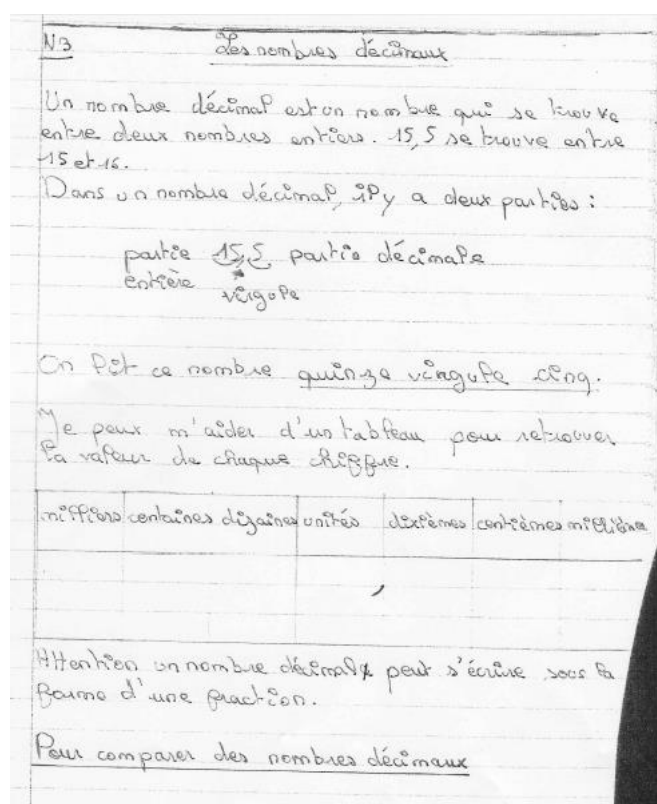 N3 Les nombres décimaux
Un nombre décimal est un nombre qui se trouve
entre deux nombres entiers. 15,5 se trouve entre
15 et 16.
Dans un nombre décimal, il y a deux parties :
partie 15,5 partie décimale
entière virgule
On lit ce nombre quinze virgule cinq.
Je peux m'aider d'un tableau pour retrouver
la valeur de chaque chiffre.
milliers centaines dizaines unités dixièmes centièmes millième
,
Attention un nombre décimal peut s'écrire sous la
forme d'une fraction.
Pour comparer des nombres décimaux